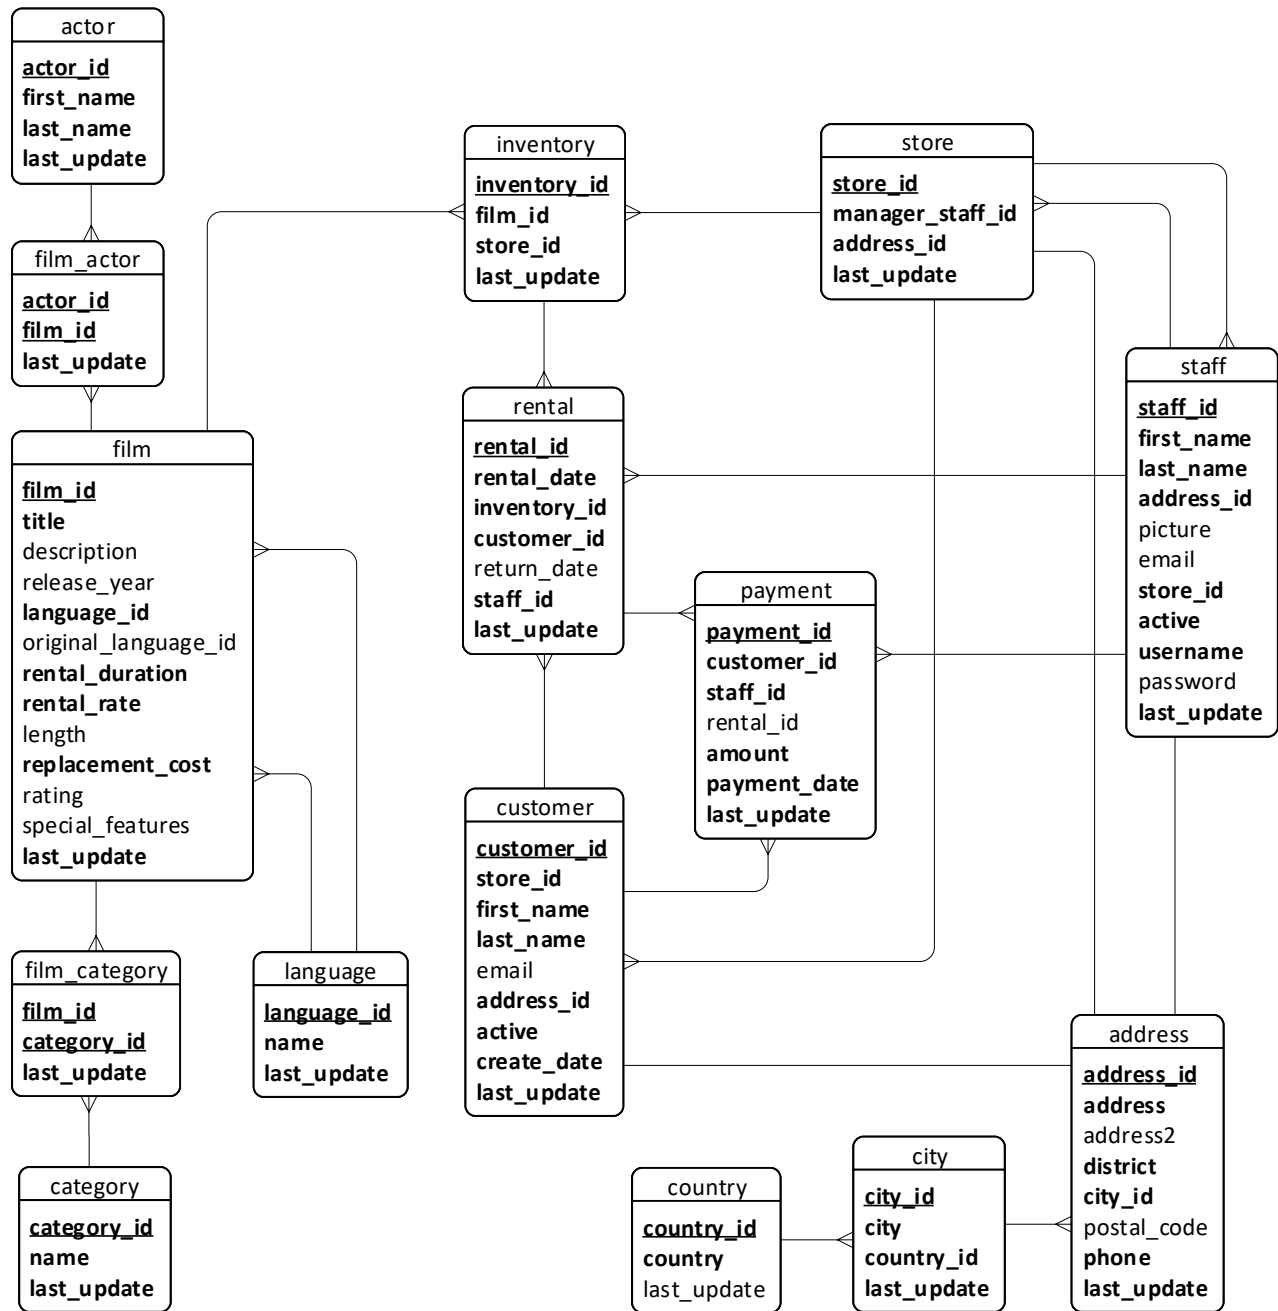 actor
actor_id
first_name
last_name
last_update
film_actor
actor_id
film_id
last_update
film
film_id
title
description
release_year
language_id
original_language_id
rental_duration
rental_rate
length
replacement_cost
rating
special_features
last_update
film_category
film_id
category_id
last_update
category
category_id
name
last_update
language
language_id
name
last_update
inventory
inventory_id
film_id
store_id
last_update
rental
rental_id
rental_date
inventory_id
customer_id
return_date
staff_id
last_update
customer
customer_id
store_id
first_name
last_name
email
address_id
active
create_date
last_update
payment
payment_id
customer_id
staff_id
rental_id
amount
payment_date
last_update
store
store_id
manager_staff_id
address_id
last_update
staff
staff_id
first_name
last_name
address_id
picture
email
store_id
active
username
password
last_update
address
address_id
address
address2
district
city_id
postal_code
phone
last_update
city
city_id
city
country_id
last_update
country
country_id
country
last_update